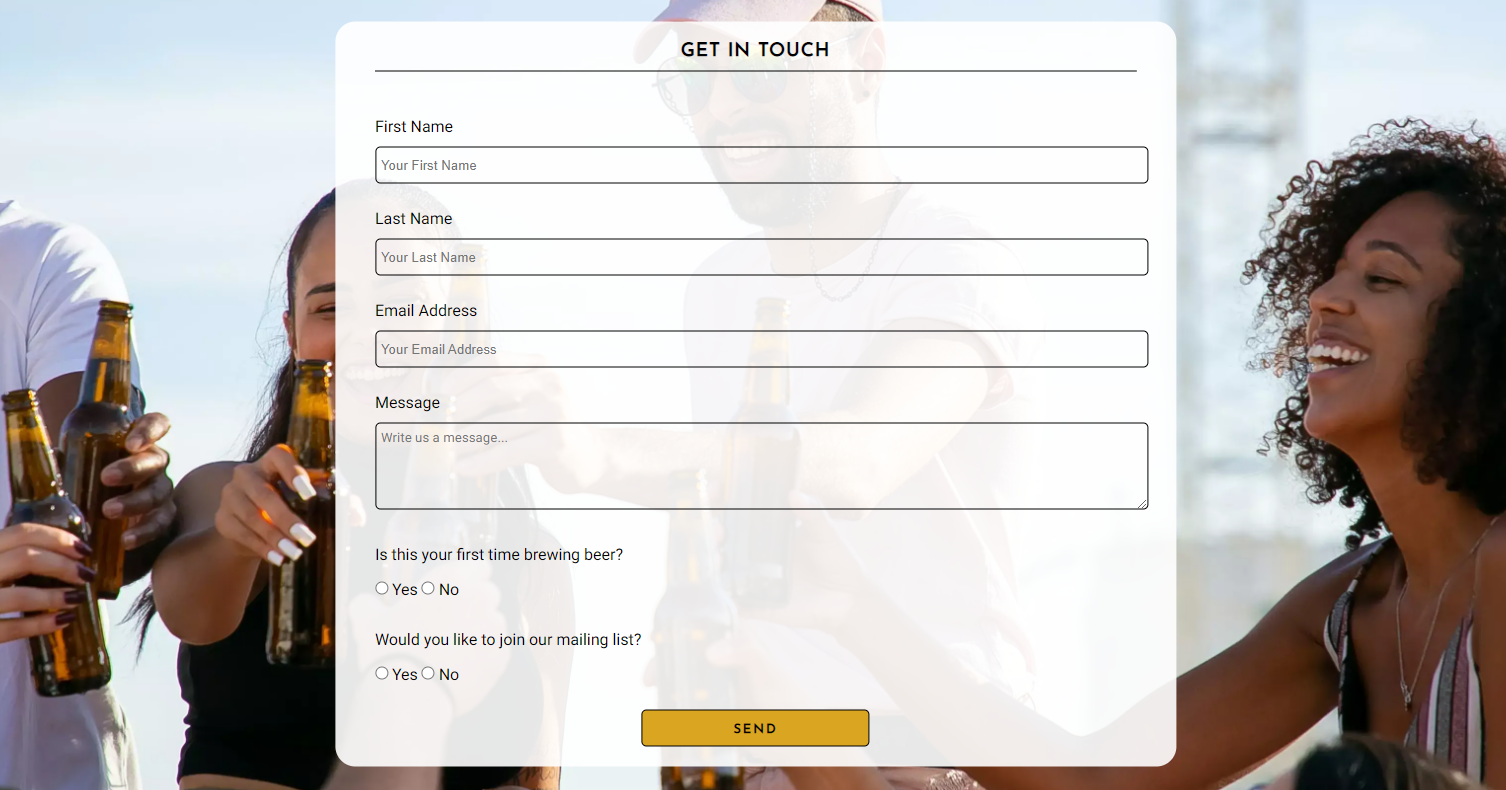 GET IN TOUCH
First Name
Your First Name
Last Name
Your Last Name
Email Address
Your Email Address
Message
Write us a message...
Is this your first time brewing beer?
Yes No
Would you like to join our mailing list?
Yes No
SEND